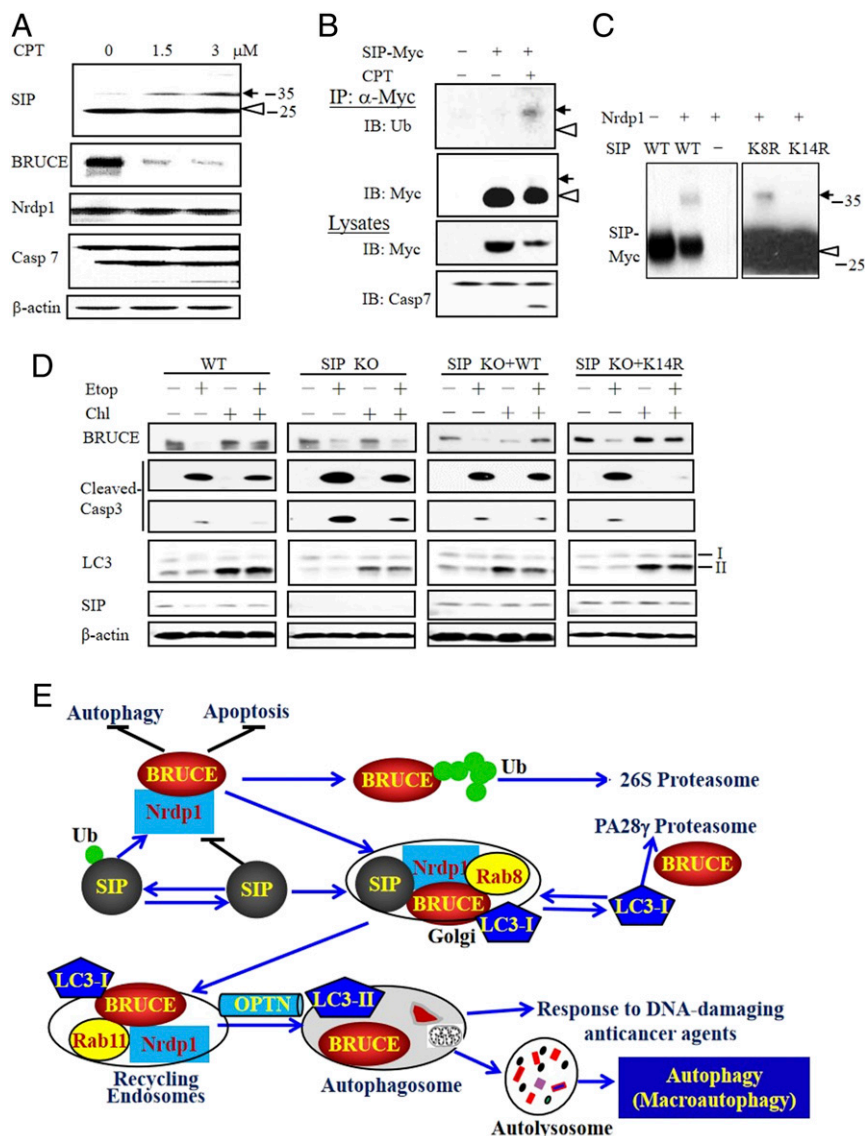 A
CPT 0 1.5 3 μM
SIP
35
25
BRUCE
Nrdp1
Casp 7
β-actin
B
SIP-Myc − + +
CPT − − +
IP: α-Myc
IB: Ub
IB: Myc
Lysates
IB: Myc
IB: Casp7
C
Nrdp1 − + + + +
SIP WT WT − K8R K14R
35
SIP-
Myc
25
D
WT SIP KO SIP KO+WT SIP KO+K14R
Etop − + − + − + − + − + − + − + − +
Chl − − + + − − + + − − + + − − + +
BRUCE
Cleaved-
Casp3
LC3
I
II
SIP
β-actin
E
Autophagy Apoptosis
BRUCE
Nrdp1
BRUCE
Ub
26S Proteasome
Ub
SIP
SIP
SIP
Nrdp1
Rab8
BRUCE
LC3-I
Golgi
PA28γ Proteasome
BRUCE
LC3-I
LC3-I
BRUCE
Rab11
Nrdp1
Recycling
Endosomes
OPTN
LC3-II
BRUCE
Autophagosome
Response to DNA-damaging
anticancer agents
Autolysosome
Autophagy
(Macroautophagy)